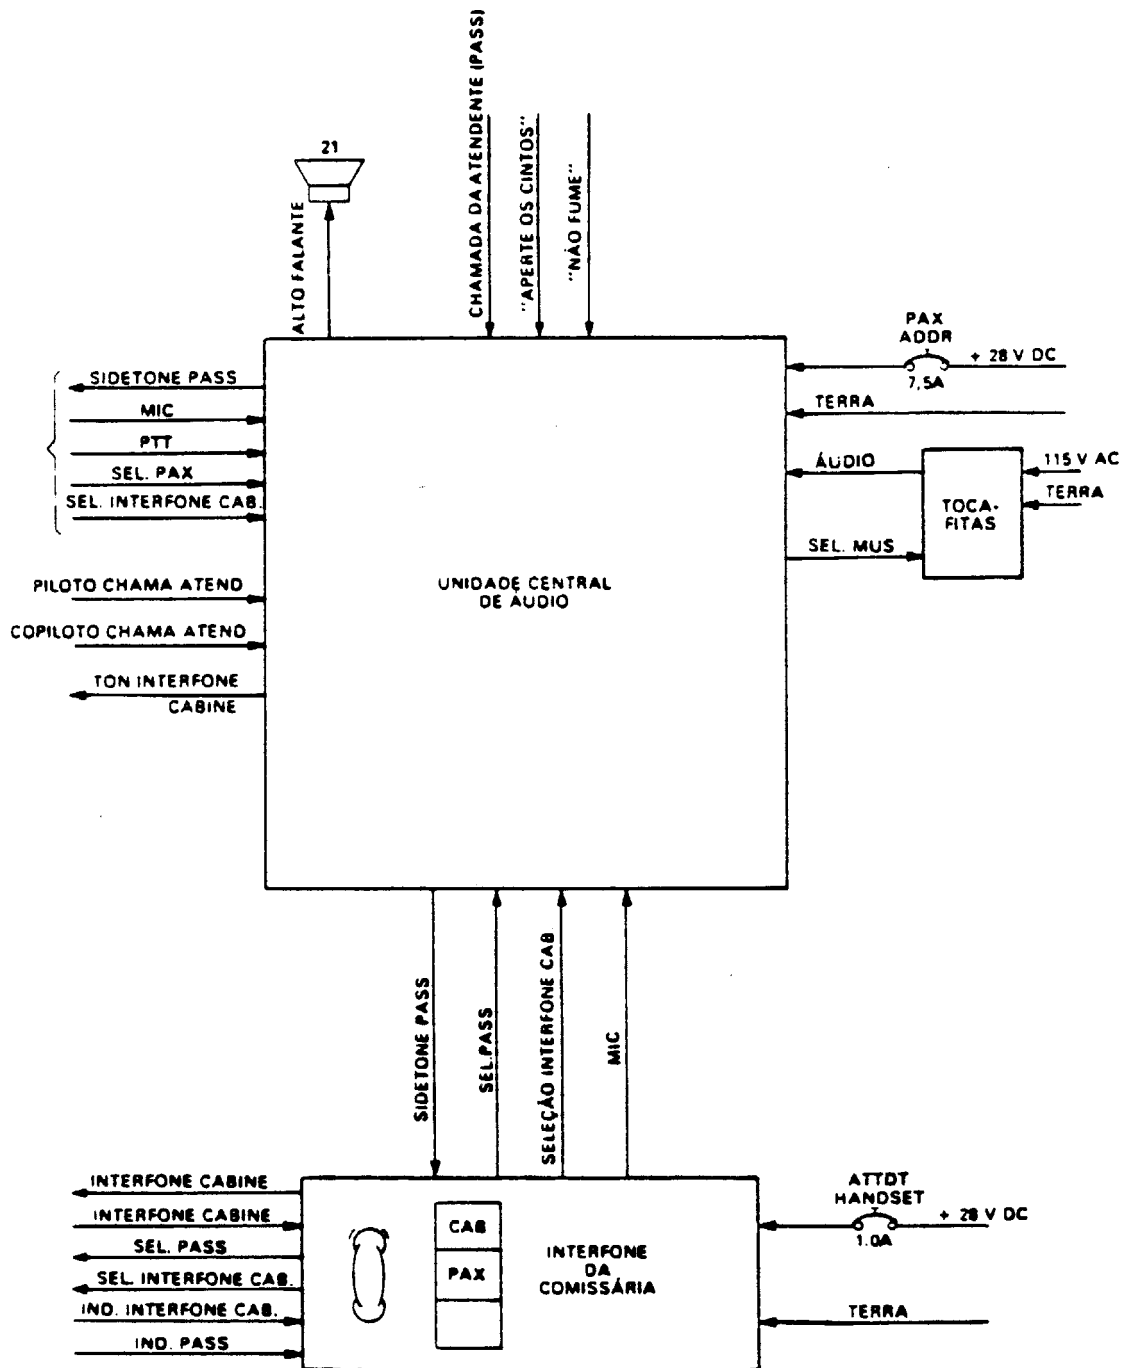 CHAMADA DA ATENDENTE (PASS)
"APERTE OS CINTOS"
"NÃO FUME"
21
ALTO FALANTE
PAX
ADDR
+ 28 V DC
7,5A
TERRA
SIDETONE PASS
MIC
PTT
SEL. PAX
SEL. INTERFONE CAB.
ÁUDIO
115 V AC
TERRA
TOCA-
FITAS
SEL. MUS
PILOTO CHAMA ATEND
COPILOTO CHAMA ATEND
TON INTERFONE
CABINE
UNIDADE CENTRAL
DE ÁUDIO
SIDETONE PASS
SEL.PASS
SELEÇÃO INTERFONE CAB
MIC
INTERFONE CABINE
INTERFONE CABINE
SEL. PASS
SEL. INTERFONE CAB.
IND. INTERFONE CAB.
IND. PASS
CAB
PAX
INTERFONE
DA
COMISSÁRIA
ATTDT
HANDSET
+ 28 V DC
1.0A
TERRA